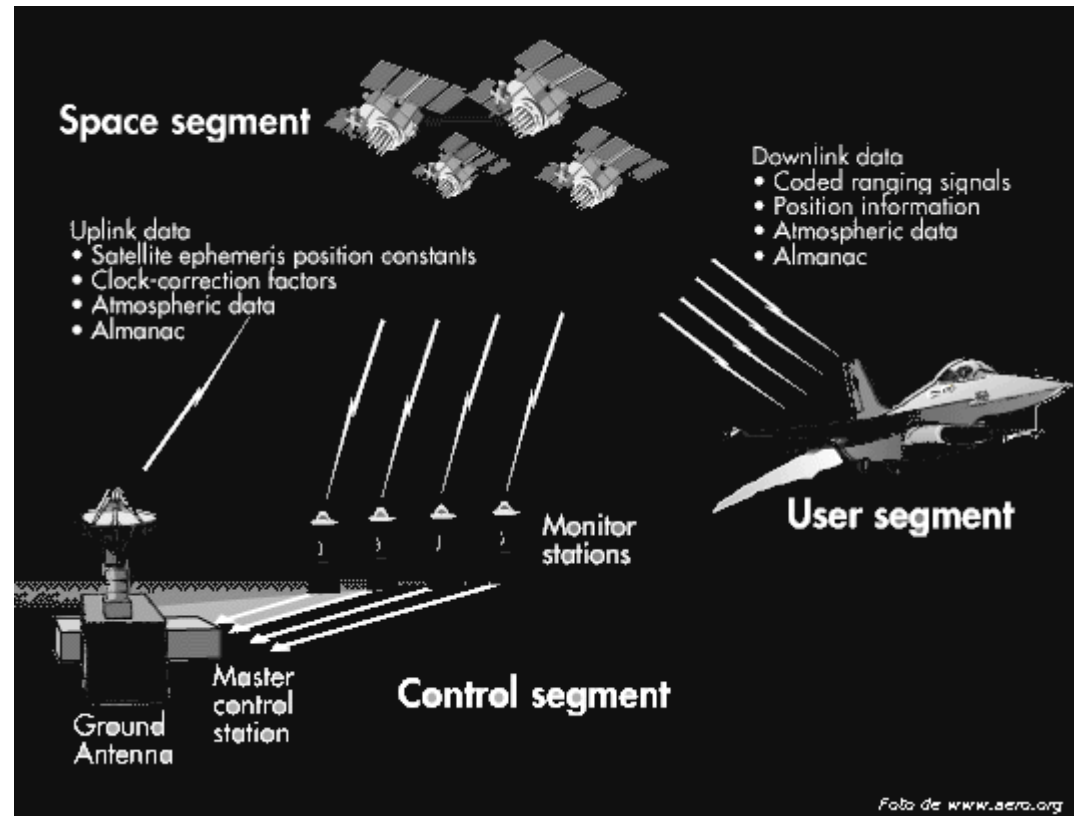 Space segment
Downlink data
• Coded ranging signals
• Position information
• Atmospheric data
• Almanac
Uplink data
• Satellite ephemeris position constants
• Clock-correction factors
• Atmospheric data
• Almanac
Monitor
stations
User segment
Master
control
station
Control segment
Ground
Antenna
Foto de www.aero.org